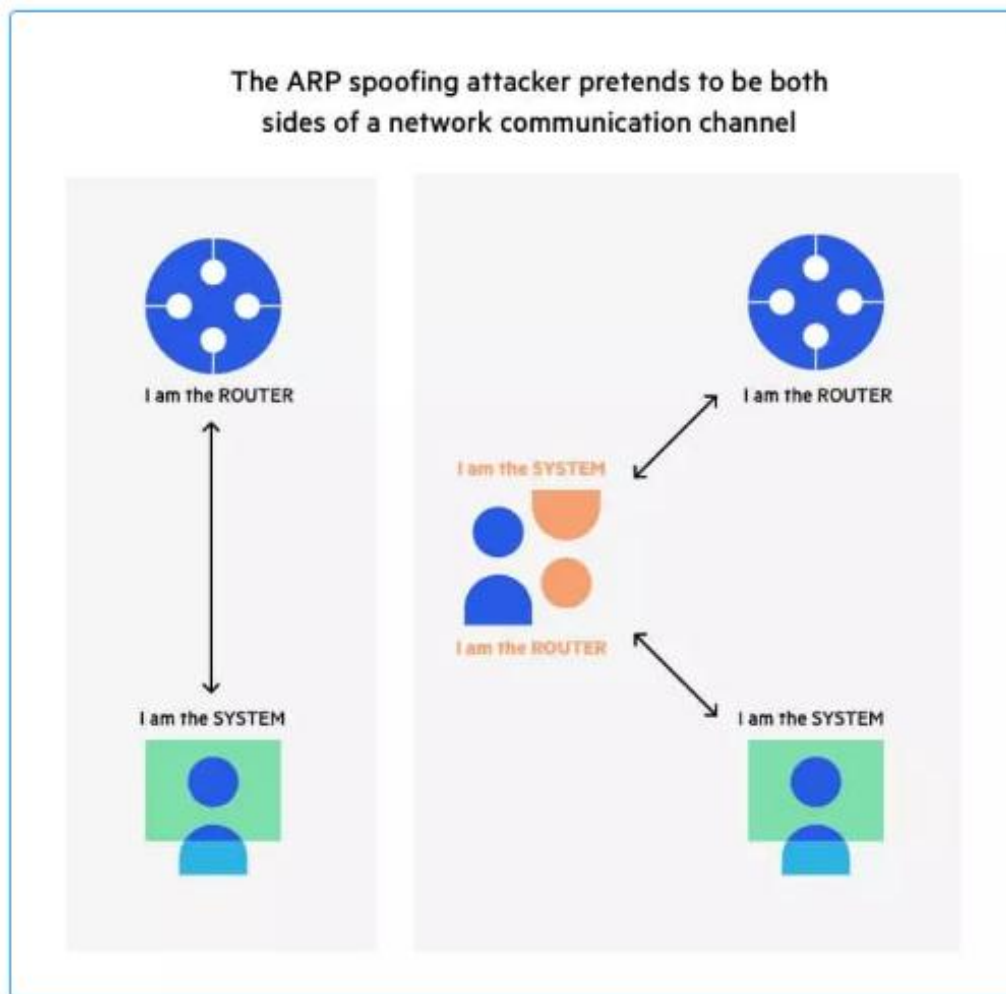 The ARP spoofing attacker pretends to be both
sides of a network communication channel
I am the ROUTER
I am the SYSTEM
I am the ROUTER
I am the SYSTEM
I am the ROUTER
I am the SYSTEM